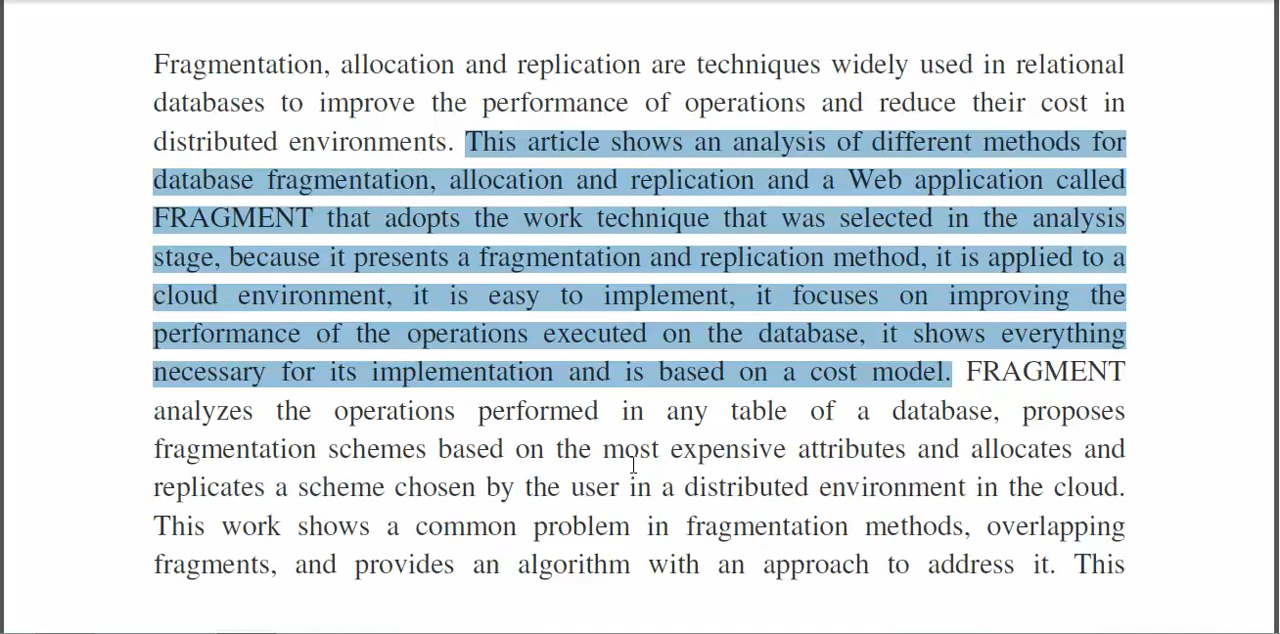 Fragmentation, allocation and replication are techniques widely used in relational
databases to improve the performance of operations and reduce their cost in
distributed environments. This article shows an analysis of different methods for
database fragmentation, allocation and replication and a Web application called
FRAGMENT that adopts the work technique that was selected in the analysis
stage, because it presents a fragmentation and replication method, it is applied to a
cloud environment, it is easy to implement, it focuses on improving the
performance of the operations executed on the database, it shows everything
necessary for its implementation and is based on a cost model. FRAGMENT
analyzes the operations performed in any table of a database, proposes
fragmentation schemes based on the most expensive attributes and allocates and
replicates a scheme chosen by the user in a distributed environment in the cloud.
This work shows a common problem in fragmentation methods, overlapping
fragments, and provides an algorithm with an approach to address it. This